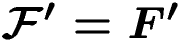 𝓕′ = 𝑭′